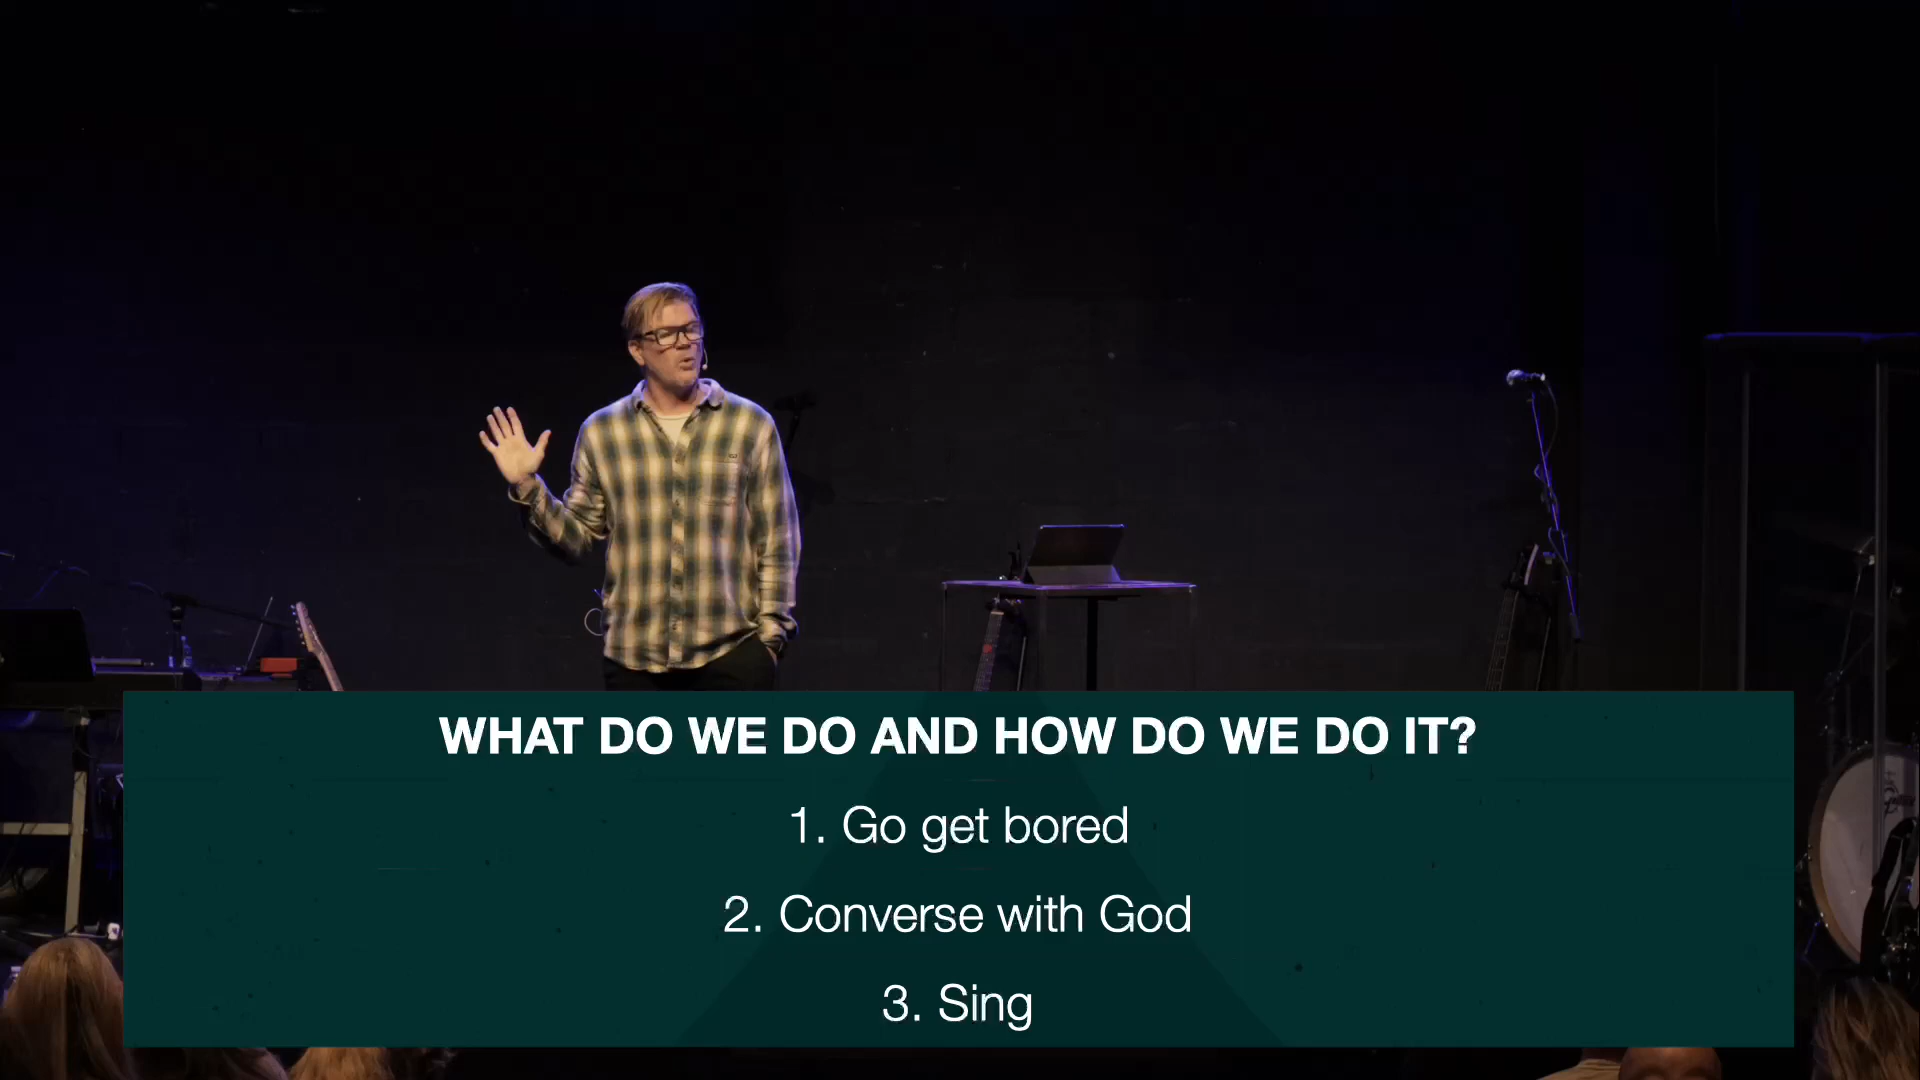 WHAT DO WE DO AND HOW DO WE DO IT?
1. Go get bored
2. Converse with God
3. Sing